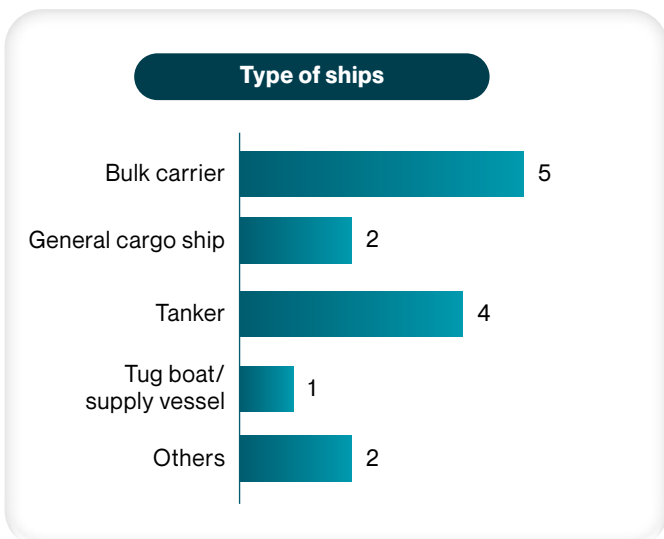 Type of ships
Bulk carrier 5
General cargo ship 2
Tanker 4
Tug boat/
supply vessel 1
Others 2